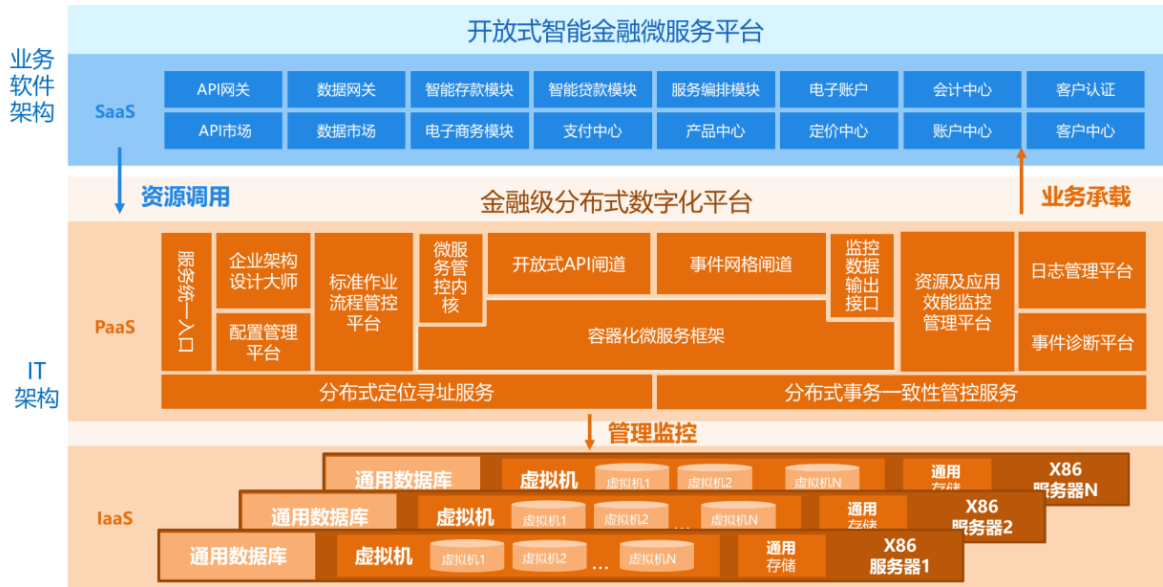 开放式智能金融微服务平台
业务
软件
架构
SaaS
API网关
数据网关
智能存款模块
智能贷款模块
服务编排模块
电子账户
会计中心
客户认证
API市场
数据市场
电子商务模块
支付中心
产品中心
定价中心
账户中心
客户中心
资源调用
金融级分布式数字化平台
业务承载
IT
架构
PaaS
服务统一入口
企业架构
设计大师
配置管理
平台
标准作业
流程管控
平台
微服
务管
控内
核
开放式API闸道
事件网格闸道
监控
数据
输出
接口
容器化微服务框架
资源及应用
效能监控
管理平台
日志管理平台
事件诊断平台
分布式定位寻址服务
分布式事务一致性管控服务
管理监控
IaaS
通用数据库
虚拟机
虚拟机1
虚拟机2
虚拟机N
通用
存储
X86
服务器N
通用数据库
虚拟机
虚拟机1
虚拟机2
...
虚拟机N
通用
存储
X86
服务器2
通用数据库
虚拟机
虚拟机1
虚拟机2
...
虚拟机N
通用
存储
X86
服务器1